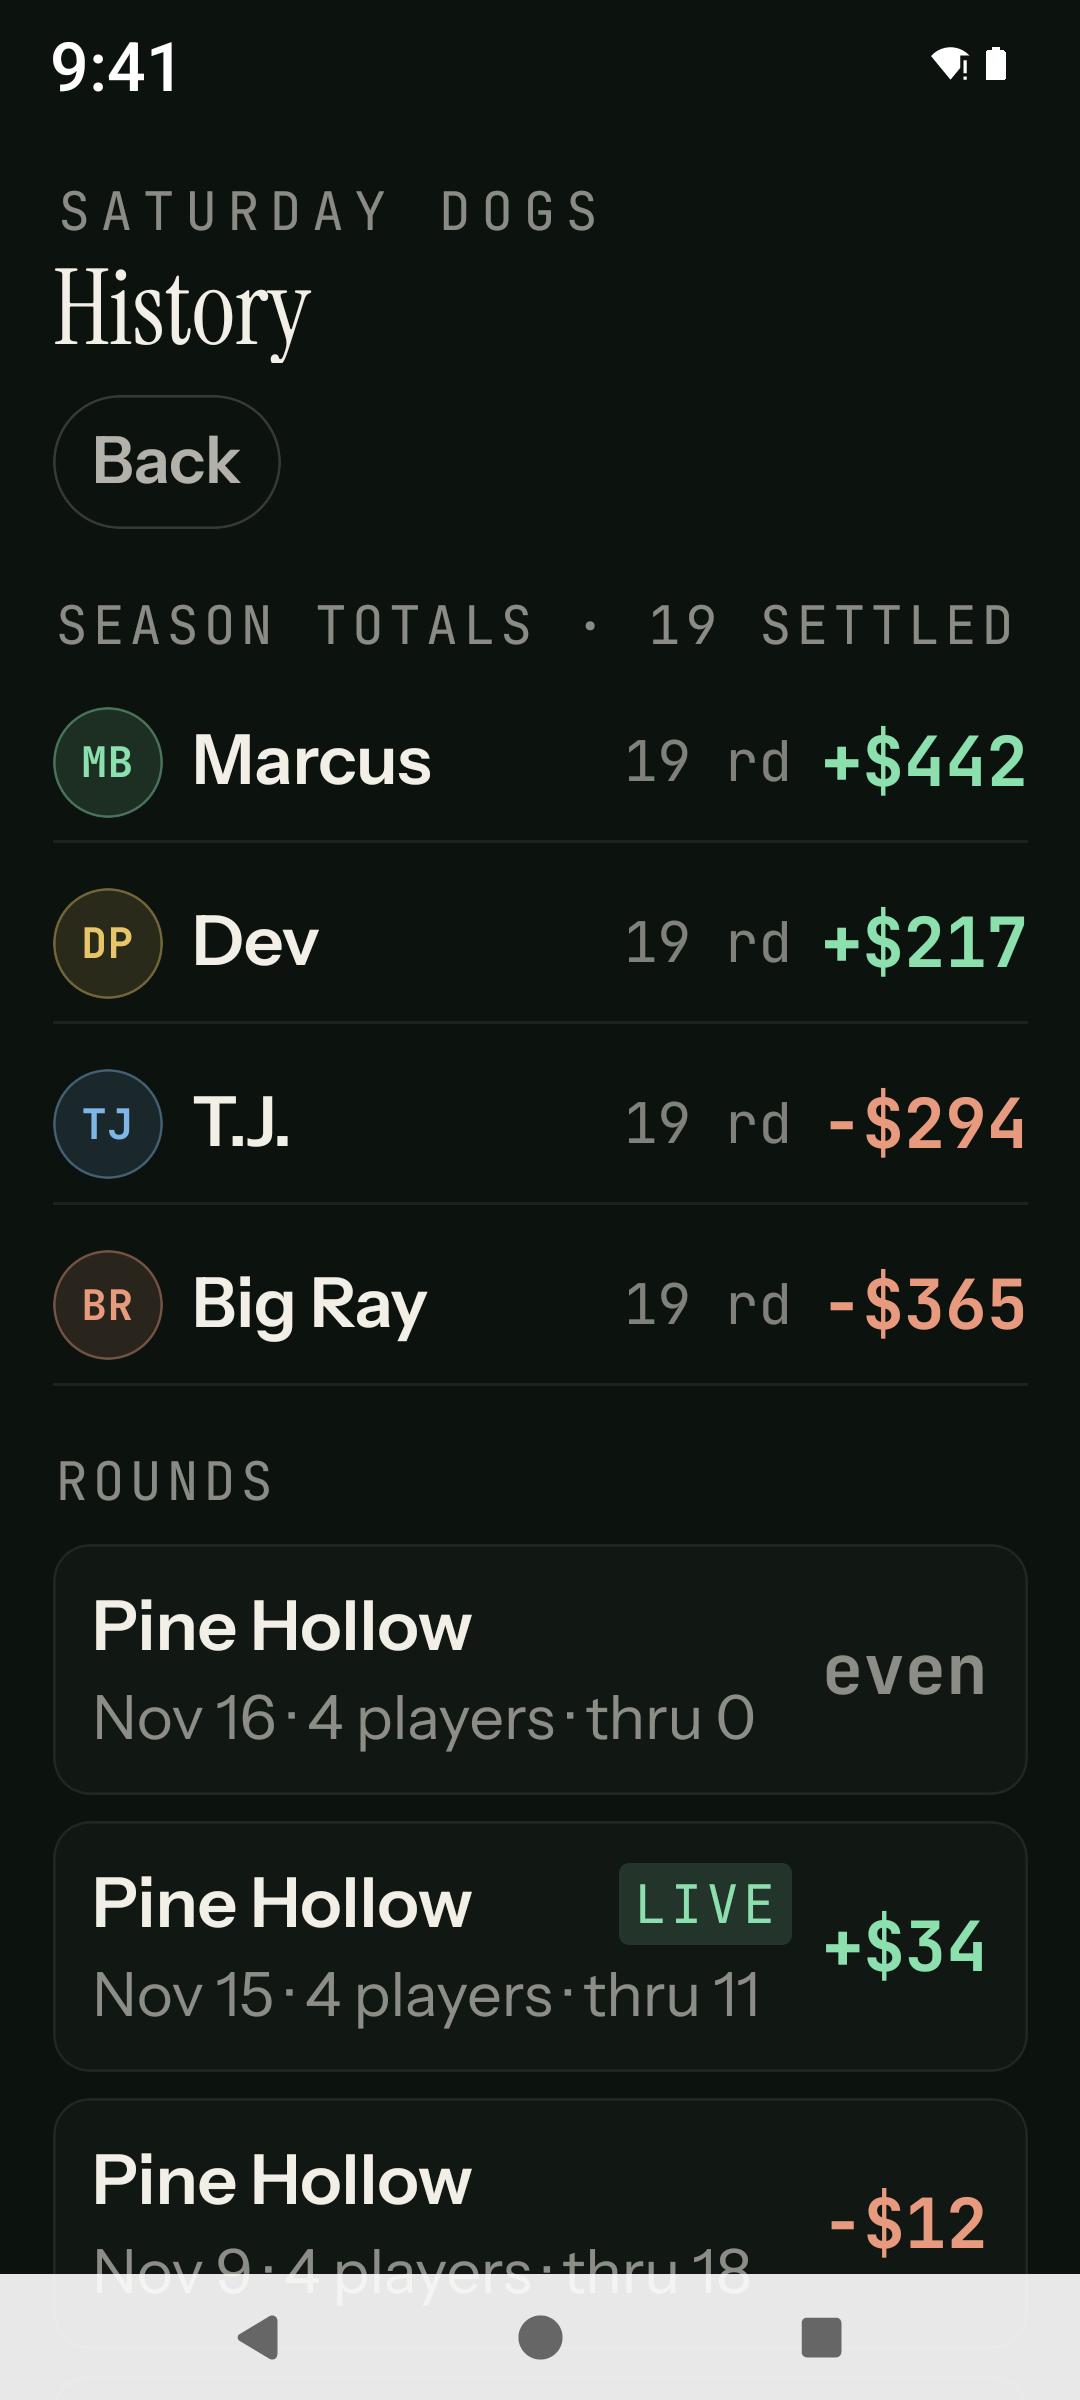 9:41
SATURDAY DOGS
History
Back
SEASON TOTALS · 19 SETTLED
MB Marcus 19 rd +$442
DP Dev 19 rd +$217
TJ T.J. 19 rd -$294
BR Big Ray 19 rd -$365
ROUNDS
Pine Hollow
even
Nov 16 · 4 players · thru 0
Pine Hollow LIVE
+$34
Nov 15 · 4 players · thru 11
Pine Hollow
-$12
Nov 9 · 4 players · thru 18